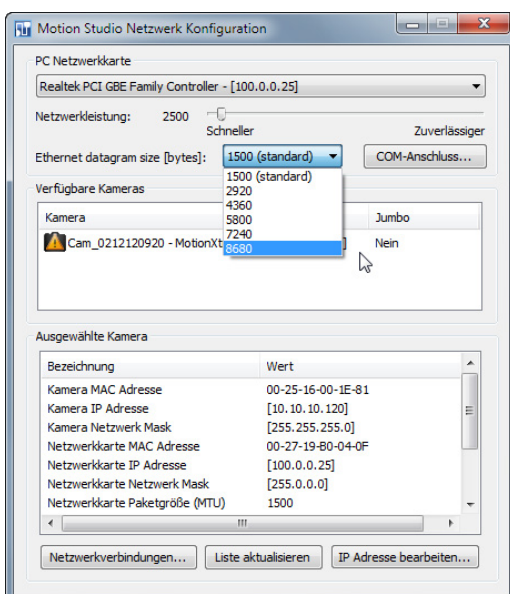 Motion Studio Netzwerk Konfiguration
PC Netzwerkkarte
Realtek PCI GBE Family Controller - [100.0.0.25]
Netzwerkleistung: 2500
Schneller Zuverlässiger
Ethernet datagram size [bytes]: 1500 (standard) COM-Anschluss...
1500 (standard)
2920
4360
5800
7240
8680
Verfügbare Kameras
Kamera Jumbo
Cam_0212120920 - MotionXt ] Nein
Ausgewählte Kamera
Bezeichnung Wert
Kamera MAC Adresse 00-25-16-00-1E-81
Kamera IP Adresse [10.10.10.120]
Kamera Netzwerk Mask [255.255.255.0]
Netzwerkkarte MAC Adresse 00-27-19-B0-04-0F
Netzwerkkarte IP Adresse [100.0.0.25]
Netzwerkkarte Netzwerk Mask [255.0.0.0]
Netzwerkkarte Paketgröße (MTU) 1500
Netzwerkverbindungen... Liste aktualisieren IP Adresse bearbeiten...